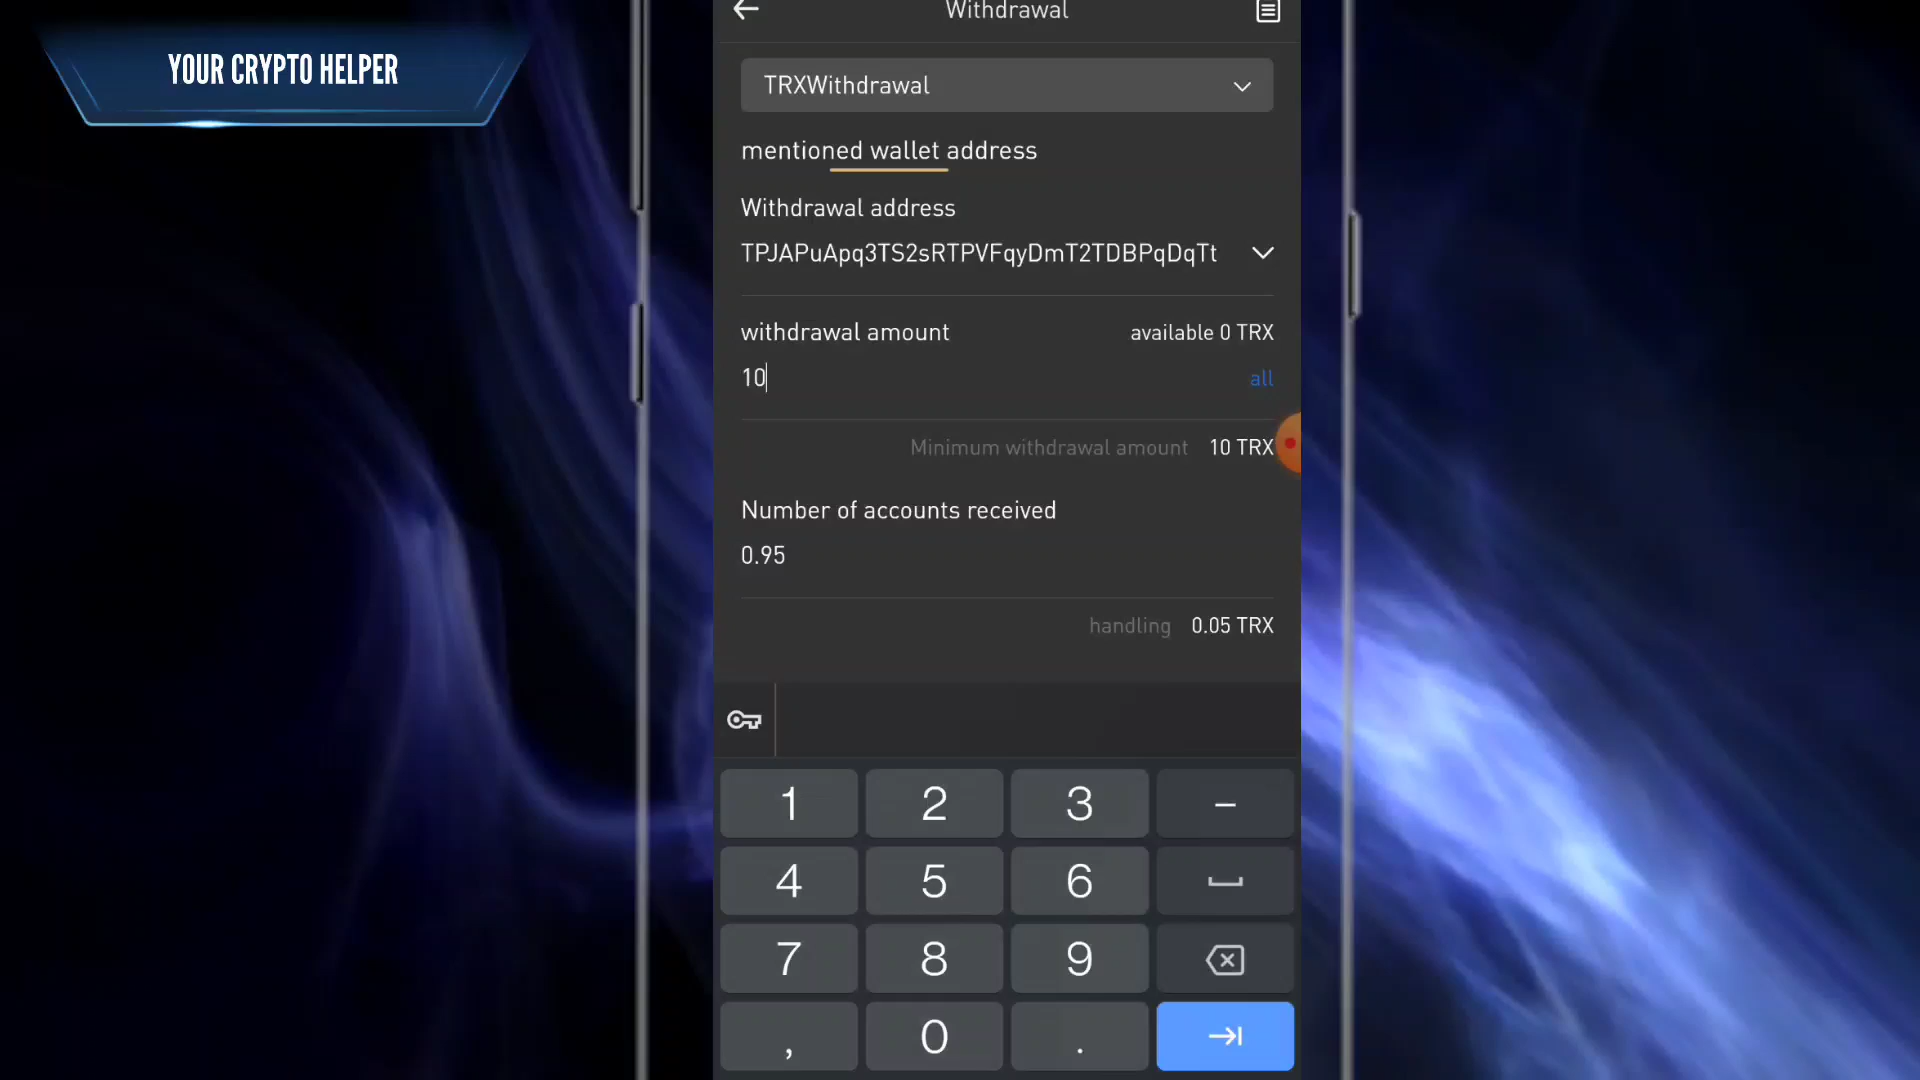 YOUR CRYPTO HELPER
Withdrawal
TRXWithdrawal
mentioned wallet address
Withdrawal address
TPJAPuApq3TS2sRTPVFqyDmT2TDBPqDqTt
withdrawal amount
available 0 TRX
10
all
Minimum withdrawal amount 10 TRX
Number of accounts received
0.95
handling 0.05 TRX
1 2 3 –
4 5 6
7 8 9
, 0 .